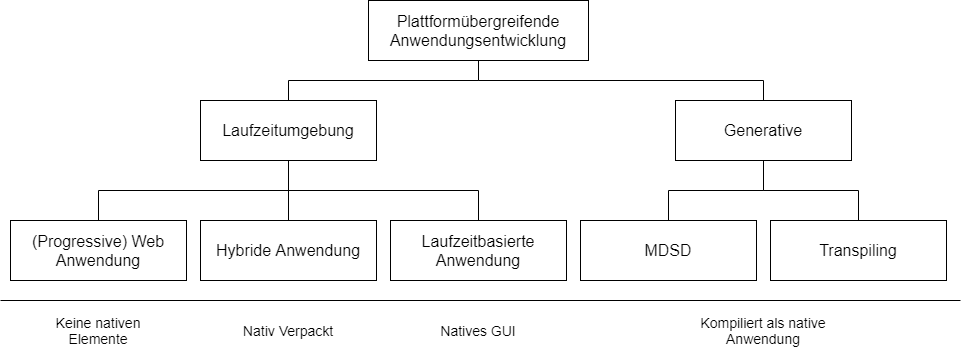 Plattformübergreifende
Anwendungsentwicklung
Laufzeitumgebung
Generative
(Progressive) Web
Anwendung
Hybride Anwendung
Laufzeitbasierte
Anwendung
MDSD
Transpiling
Keine nativen
Elemente
Nativ Verpackt
Natives GUI
Kompiliert als native
Anwendung